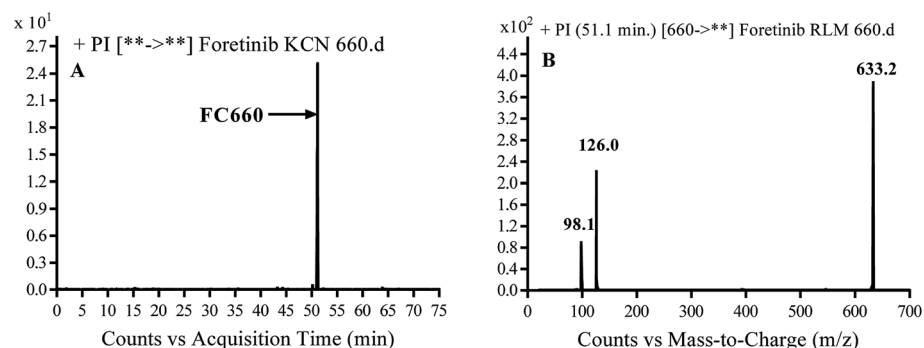 x 10¹
+ PI [**->**] Foretinib KCN 660.d
A
2.7
2.4
2.1
1.8
1.5
1.2
0.9
0.6
0.3
0.0
FC660
0 5 10 15 20 25 30 35 40 45 50 55 60 65 70 75
Counts vs Acquisition Time (min)
x10²
+ PI (51.1 min.) [660->**] Foretinib RLM 660.d
B
4.4
4.0
3.6
3.2
2.8
2.4
2.0
1.6
1.2
0.8
0.4
0.0
633.2
126.0
98.1
0 100 200 300 400 500 600 700
Counts vs Mass-to-Charge (m/z)